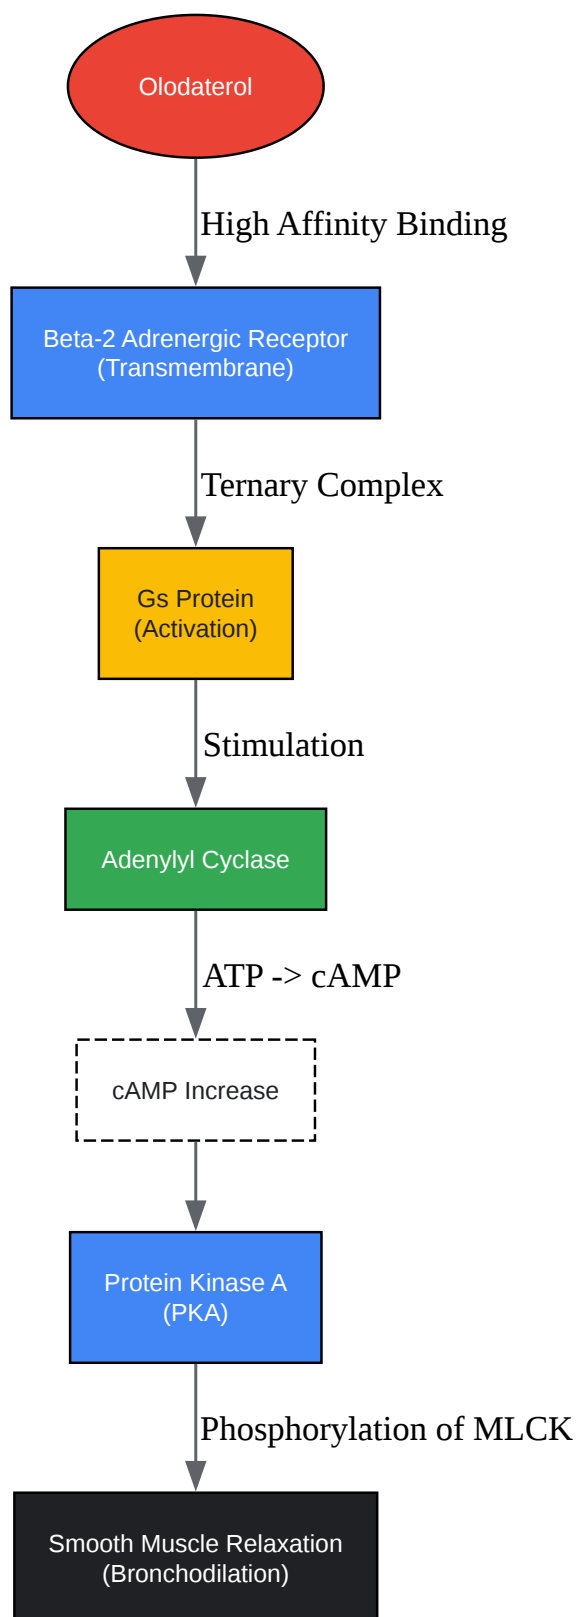 Olodaterol
High Affinity Binding
Beta-2 Adrenergic Receptor
(Transmembrane)
Ternary Complex
Gs Protein
(Activation)
Stimulation
Adenylyl Cyclase
ATP -> cAMP
cAMP Increase
Protein Kinase A
(PKA)
Phosphorylation of MLCK
Smooth Muscle Relaxation
(Bronchodilation)